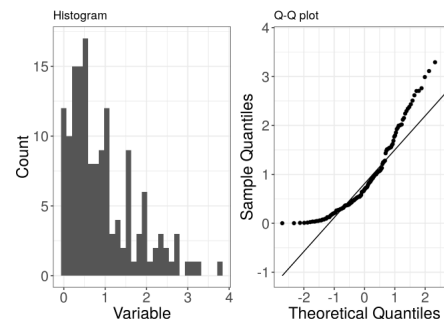 Histogram
15
10
5
0
Count
0 1 2 3 4
Variable
Q-Q plot
4
3
2
1
0
-1
Sample Quantiles
-2 -1 0 1 2
Theoretical Quantiles